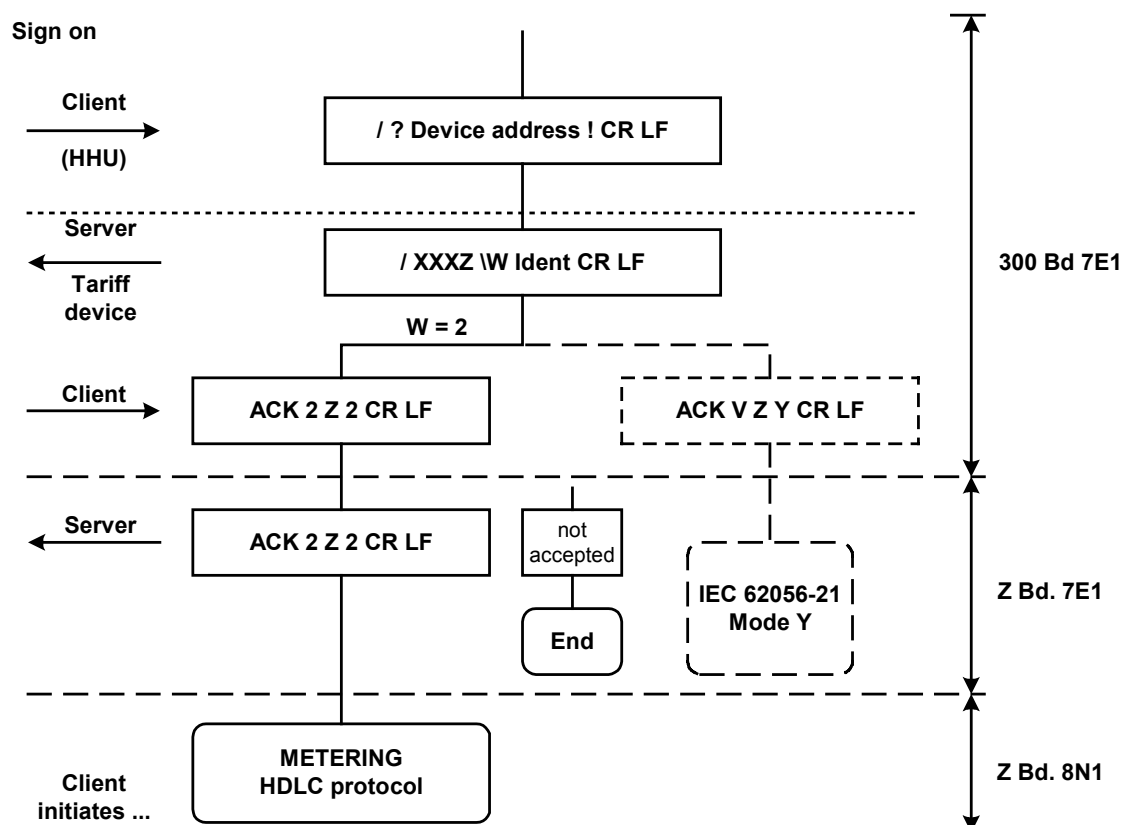 Sign on
Client
(HHU)
/ ? Device address ! CR LF
Server
Tariff
device
/ XXXZ \W Ident CR LF
300 Bd 7E1
W = 2
Client
ACK 2 Z 2 CR LF
ACK V Z Y CR LF
Server
ACK 2 Z 2 CR LF
not
accepted
End
IEC 62056-21
Mode Y
Z Bd. 7E1
METERING
HDLC protocol
Client
initiates ...
Z Bd. 8N1